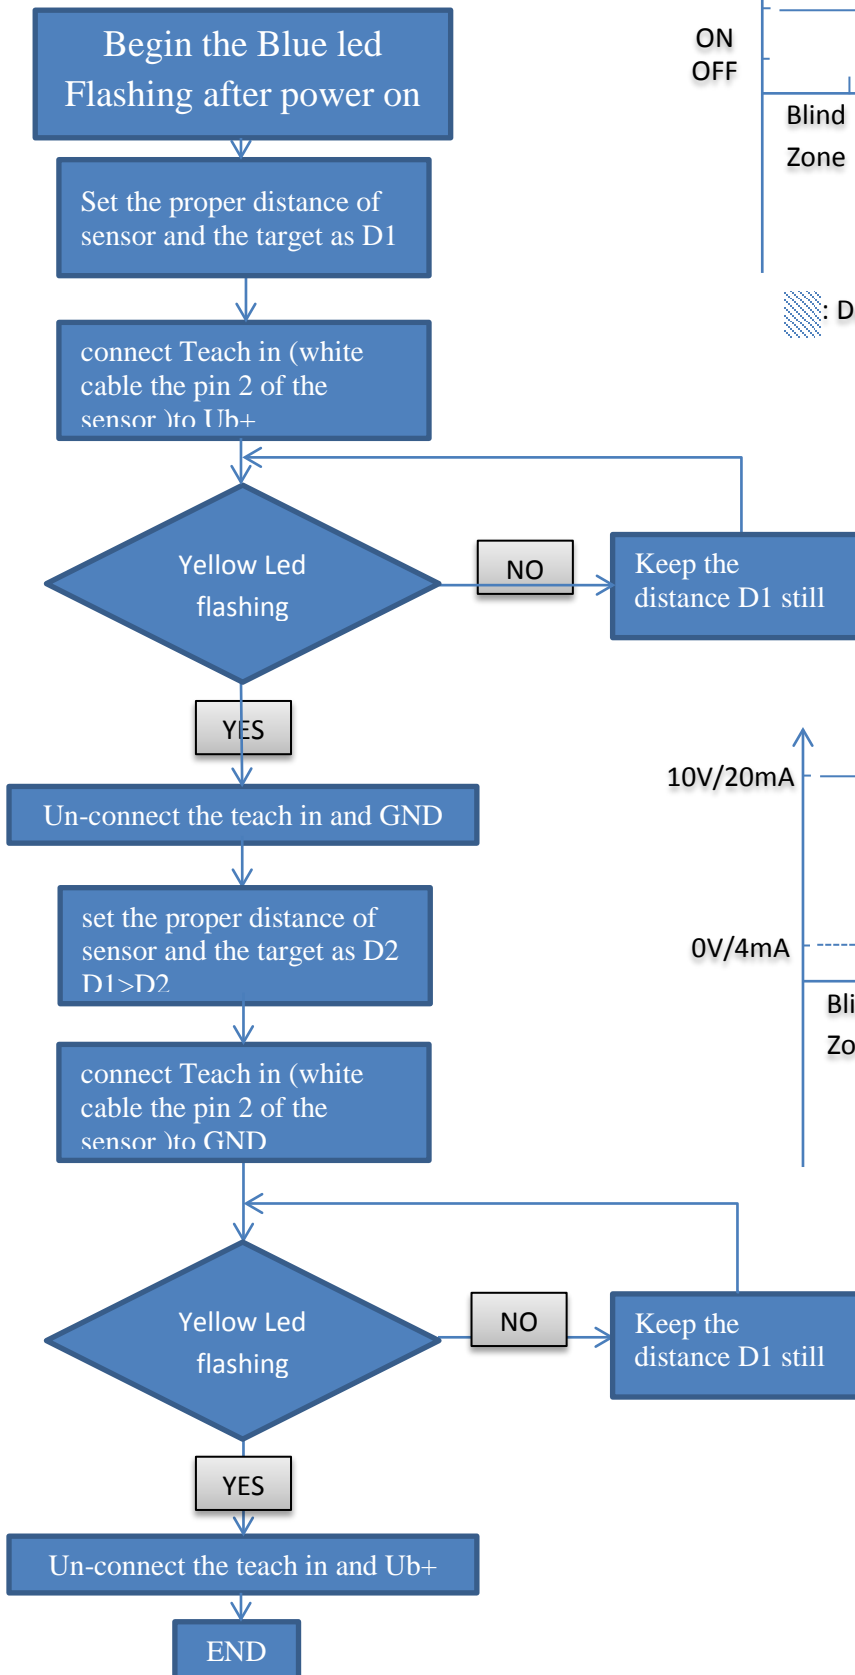 Begin the Blue led
Flashing after power on
ON
OFF
Blind
Zone
Set the proper distance of
sensor and the target as D1
: D
connect Teach in (white
cable the pin 2 of the
sensor )to Ub+
Yellow Led
flashing
NO
Keep the
distance D1 still
YES
10V/20mA
Un-connect the teach in and GND
set the proper distance of
sensor and the target as D2
D1>D2
0V/4mA
Bli
Zo
connect Teach in (white
cable the pin 2 of the
sensor )to GND
Yellow Led
flashing
NO
Keep the
distance D1 still
YES
Un-connect the teach in and Ub+
END